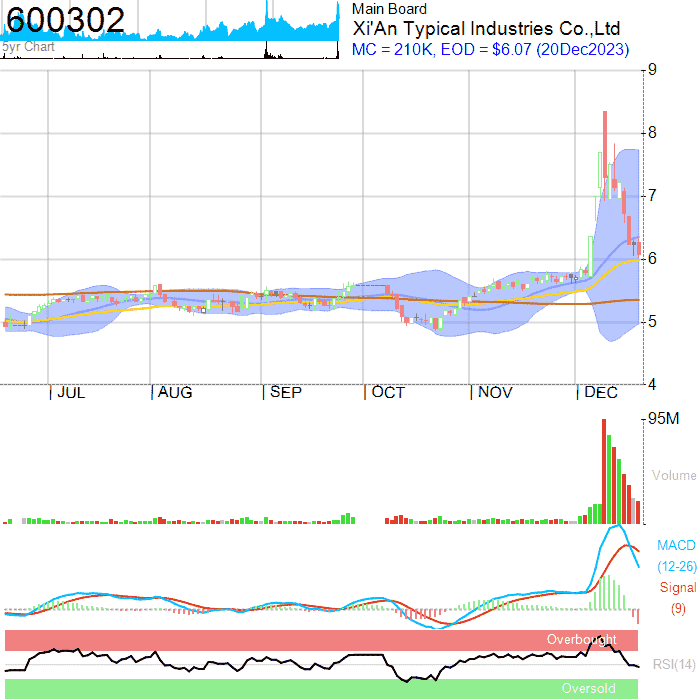 600302
5yr Chart
Main Board
Xi'An Typical Industries Co.,Ltd
MC = 210K, EOD = $6.07 (20Dec2023)
9
8
7
6
5
4
JUL AUG SEP OCT NOV DEC
95M
Volume
MACD
(12-26)
Signal
(9)
Overbought
RSI(14)
Oversold